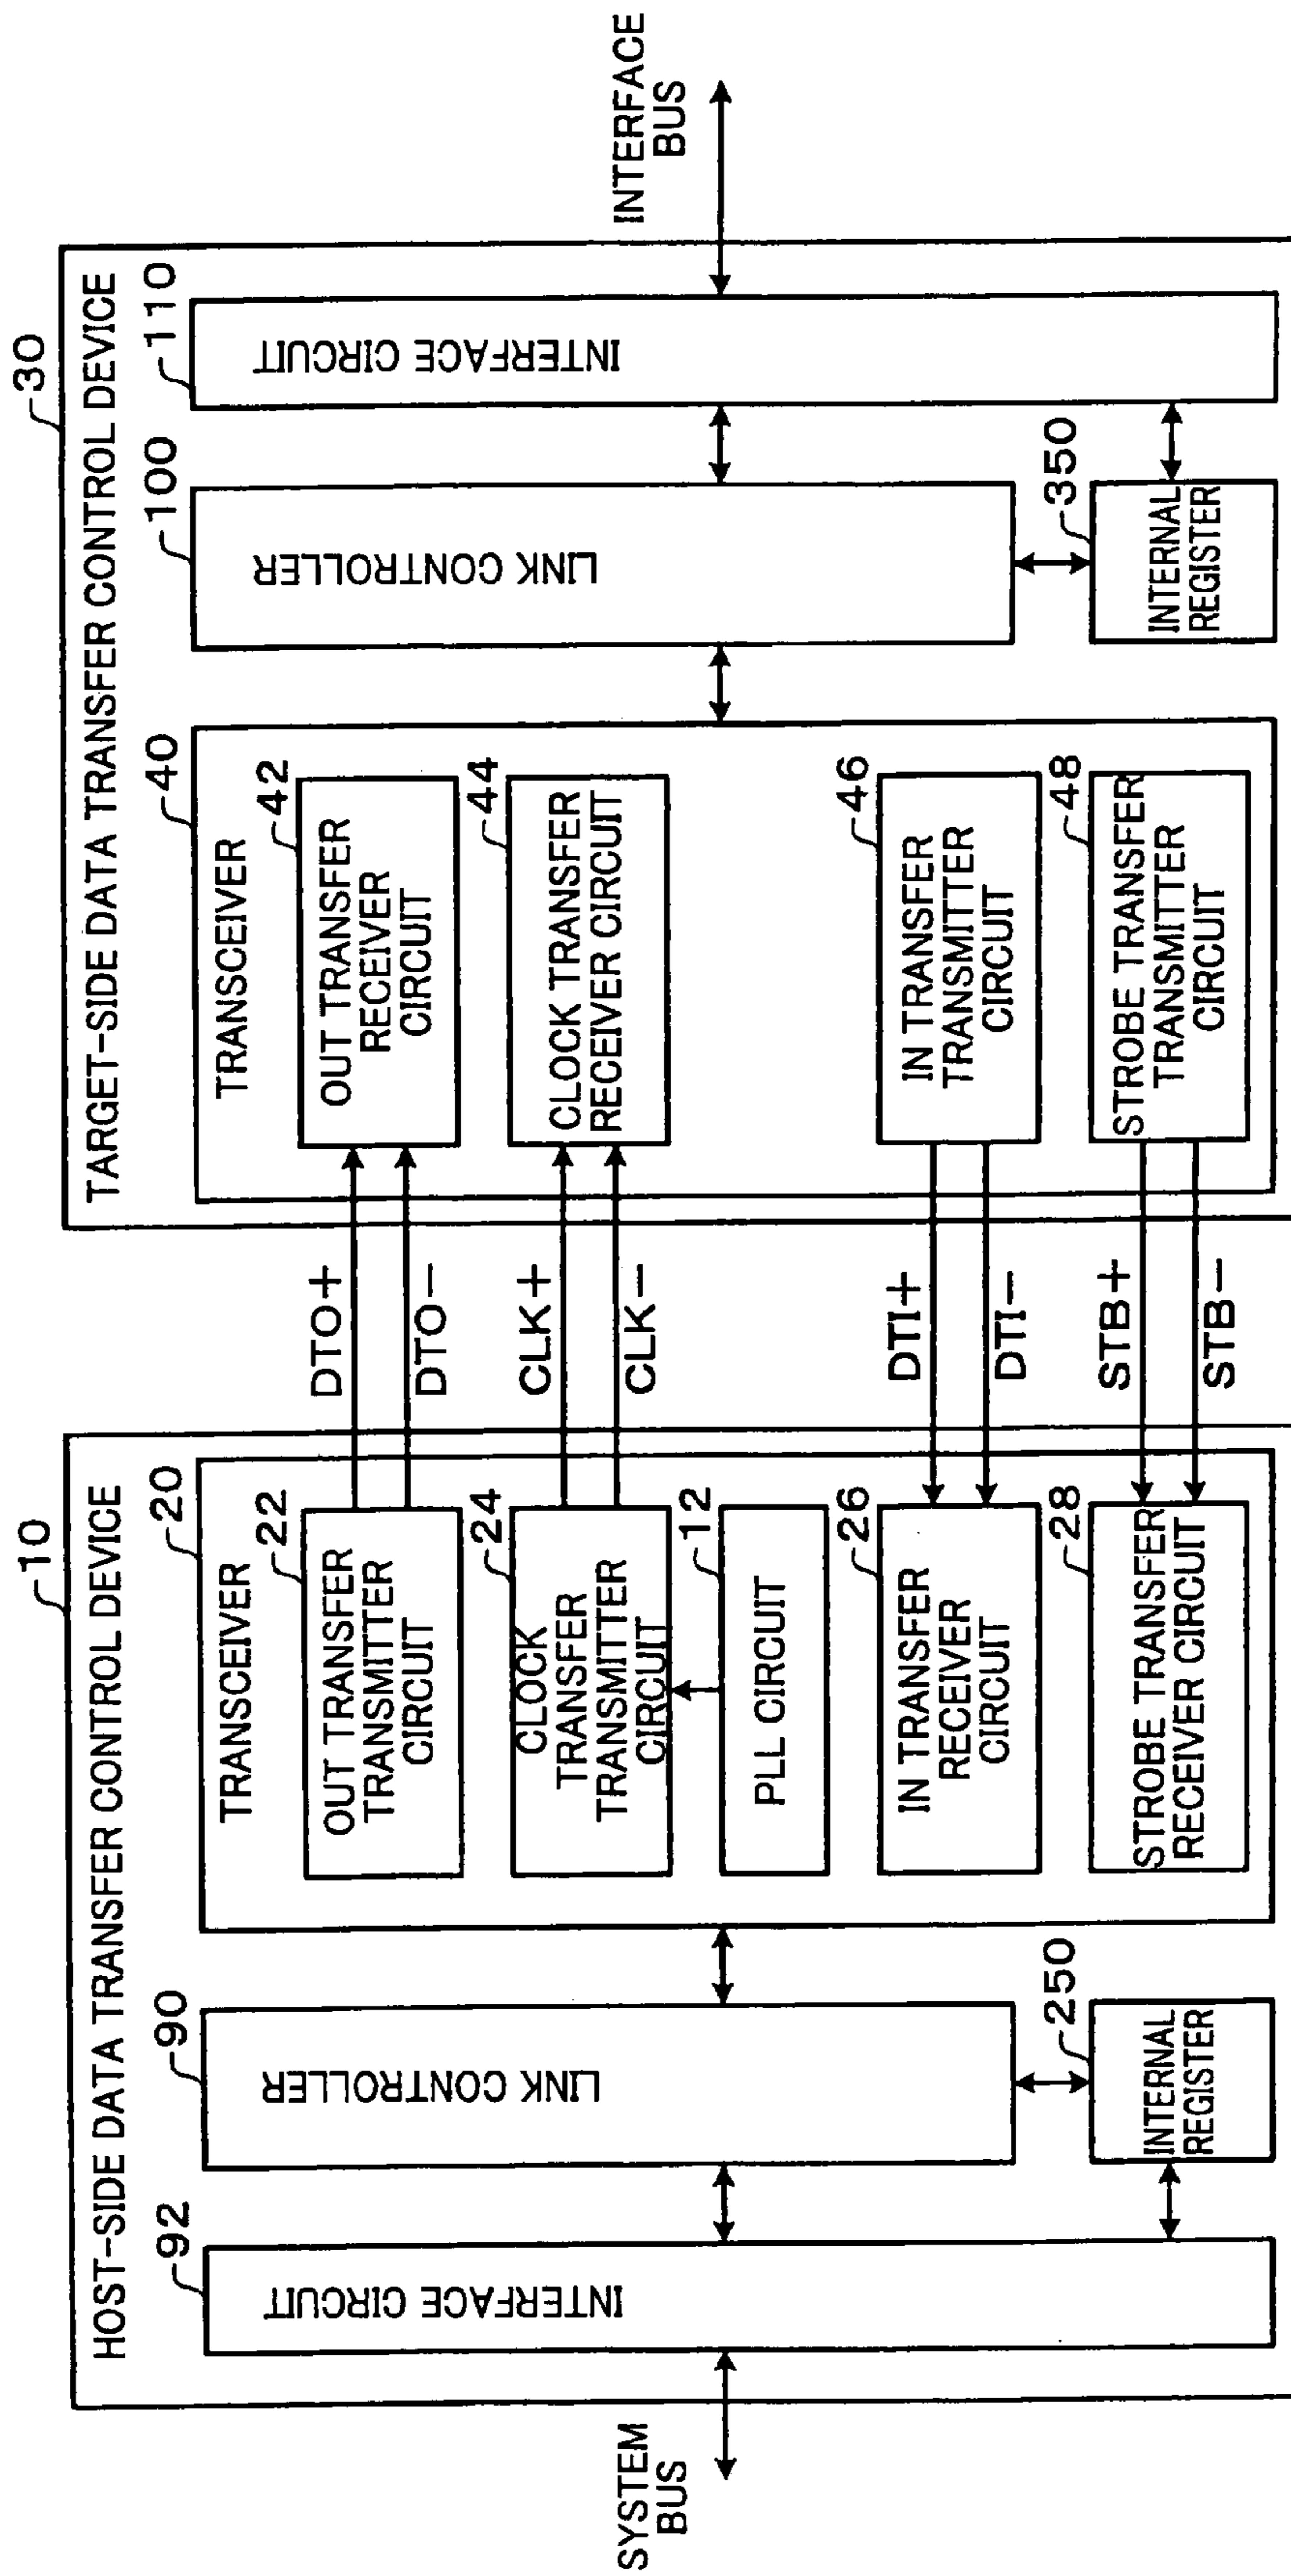 10
HOST-SIDE DATA TRANSFER CONTROL DEVICE
SYSTEM
BUS
92
INTERFACE CIRCUIT
90
LINK CONTROLLER
250
INTERNAL
REGISTER
20
TRANSCEIVER
22
OUT TRANSFER
TRANSMITTER
CIRCUIT
24
CLOCK
TRANSFER
TRANSMITTER
CIRCUIT
12
PLL CIRCUIT
26
IN TRANSFER
RECEIVER
CIRCUIT
28
STROBE TRANSFER
RECEIVER CIRCUIT
DTO+
DTO-
CLK+
CLK-
DTI+
DTI-
STB+
STB-
30
TARGET-SIDE DATA TRANSFER CONTROL DEVICE
40
TRANSCEIVER
42
OUT TRANSFER
RECEIVER
CIRCUIT
44
CLOCK TRANSFER
RECEIVER CIRCUIT
46
IN TRANSFER
TRANSMITTER
CIRCUIT
48
STROBE TRANSFER
TRANSMITTER
CIRCUIT
100
LINK CONTROLLER
350
INTERNAL
REGISTER
110
INTERFACE CIRCUIT
INTERFACE
BUS